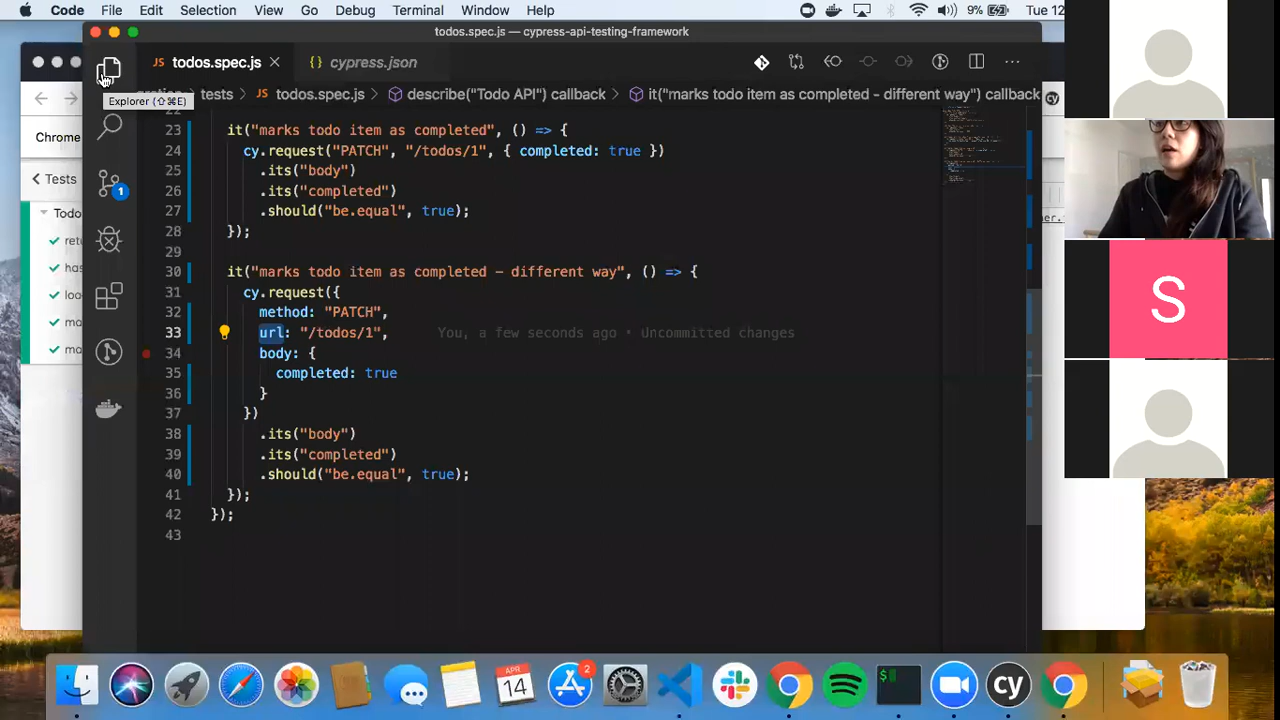 Code File Edit Selection View Go Debug Terminal Window Help 9% Tue 12
todos.spec.js — cypress-api-testing-framework
JS todos.spec.js {} cypress.json
tests JS todos.spec.js describe("Todo API") callback it("marks todo item as completed - different way") callback
Explorer (⇧⌘E)
Chrome
Tests
Todo
1
23 it("marks todo item as completed", () => {
24 cy.request("PATCH", "/todos/1", { completed: true })
25 .its("body")
26 .its("completed")
27 .should("be.equal", true);
28 });
29
30 it("marks todo item as completed - different way", () => {
31 cy.request({
32 method: "PATCH",
33 url: "/todos/1", You, a few seconds ago • Uncommitted changes
34 body: {
35 completed: true
36 }
37 })
38 .its("body")
39 .its("completed")
40 .should("be.equal", true);
41 });
42 });
43
S
APR
14
2
$
cy